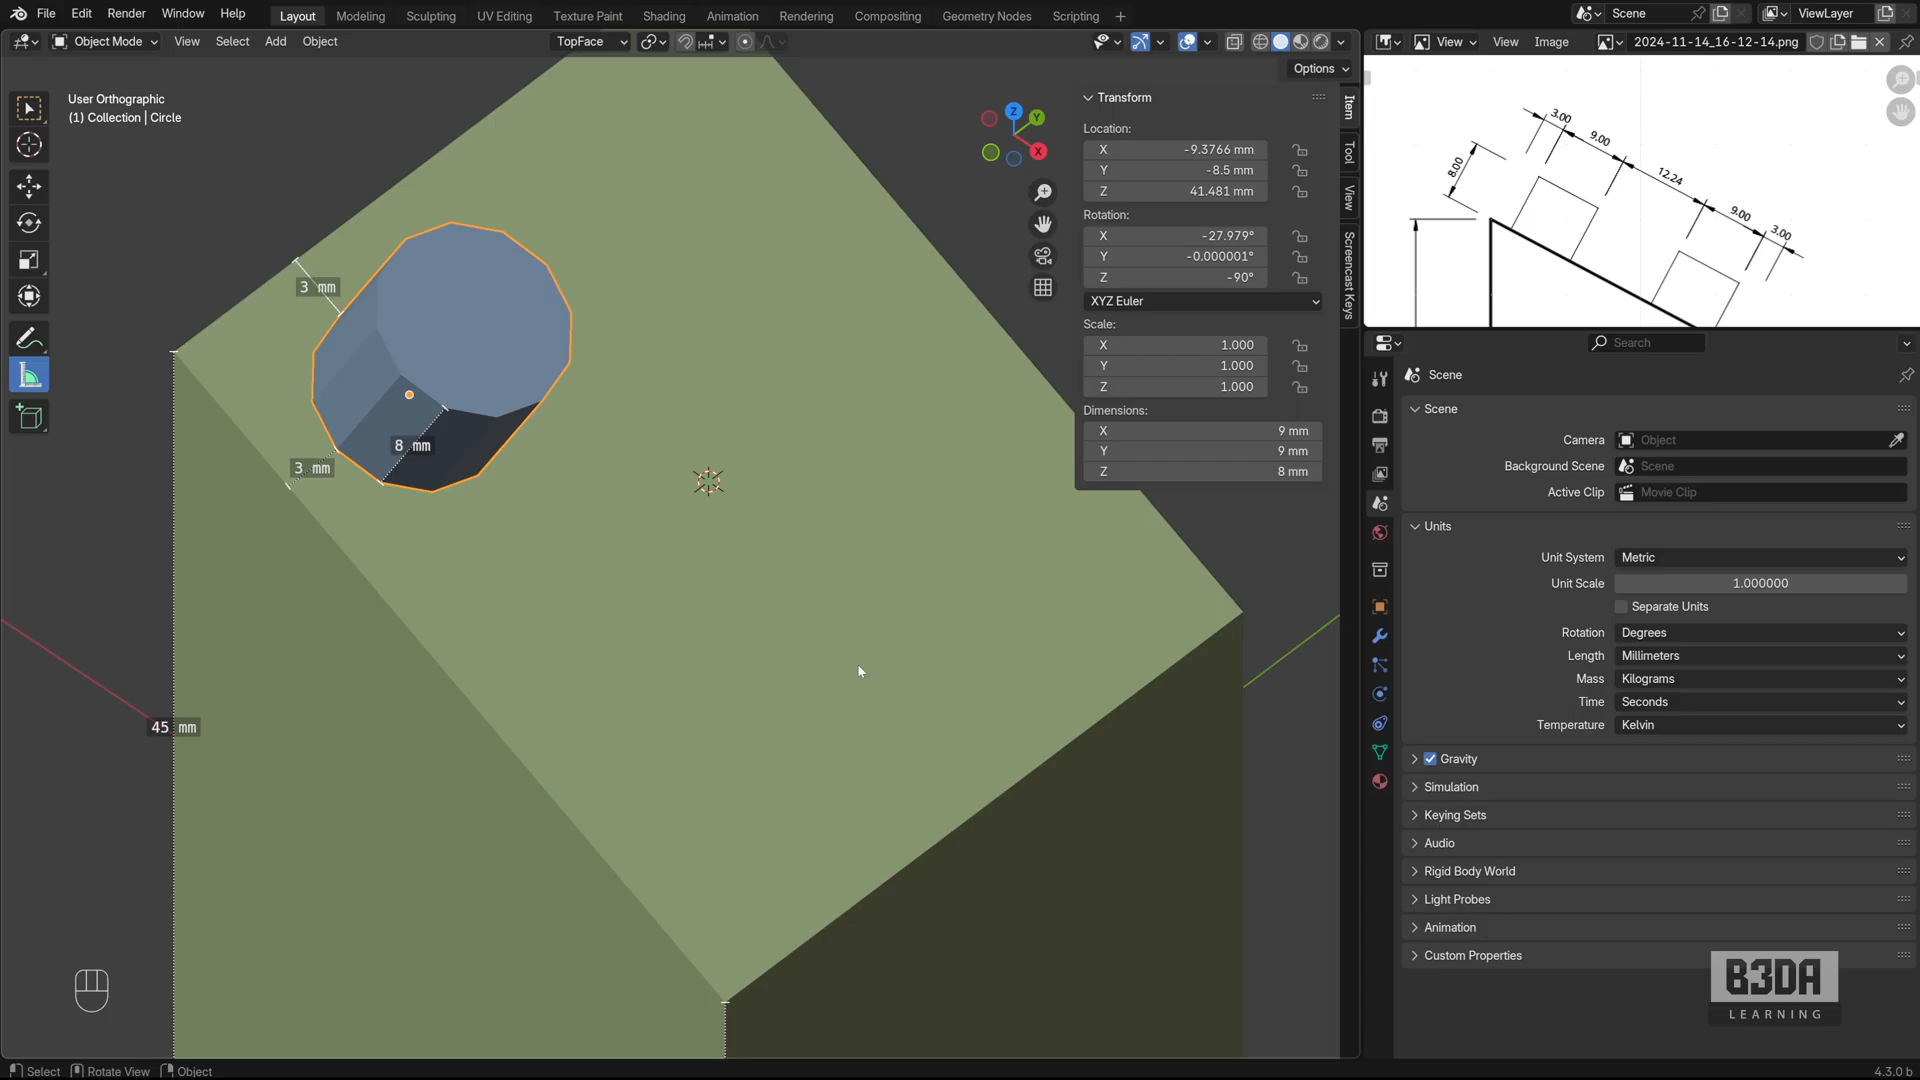 File Edit Render Window Help Layout Modeling Sculpting UV Editing Texture Paint Shading Animation Rendering Compositing Geometry Nodes Scripting + Scene ViewLayer
Object Mode View Select Add Object TopFace View View Image 2024-11-14_16-12-14.png
Options
User Orthographic
(1) Collection | Circle
Transform
Location:
X -9.3766 mm
Y -8.5 mm
Z 41.481 mm
Rotation:
X -27.979°
Y -0.000001°
Z -90°
XYZ Euler
Scale:
X 1.000
Y 1.000
Z 1.000
Dimensions:
X 9 mm
Y 9 mm
Z 8 mm
Item
Tool
View
Screencast Keys
Z
Y
X
3 mm
8 mm
3 mm
45 mm
3.00
9.00
12.24
9.00
3.00
8.00
Search
Scene
Scene
Camera Object
Background Scene Scene
Active Clip Movie Clip
Units
Unit System Metric
Unit Scale 1.000000
Separate Units
Rotation Degrees
Length Millimeters
Mass Kilograms
Time Seconds
Temperature Kelvin
Gravity
Simulation
Keying Sets
Audio
Rigid Body World
Light Probes
Animation
Custom Properties
B3DA
LEARNING
Select Rotate View Object 4.3.0 b